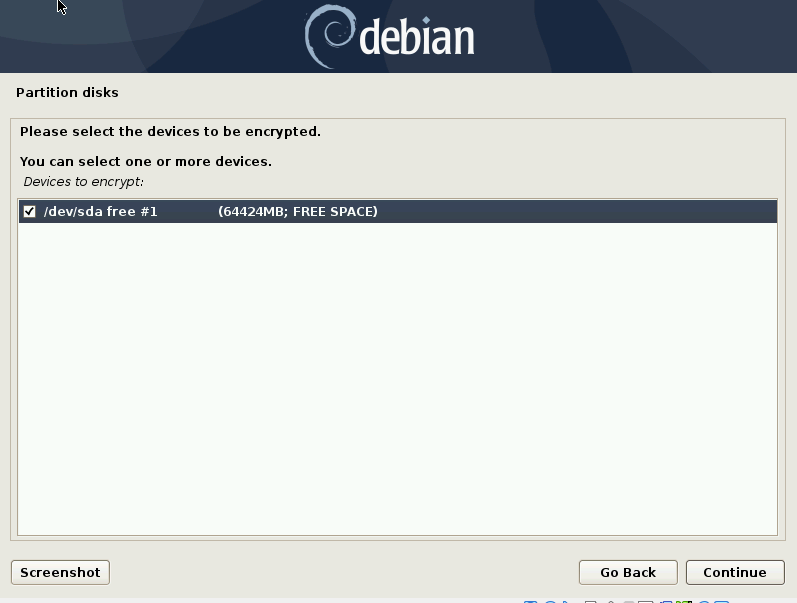 debian
Partition disks
Please select the devices to be encrypted.
You can select one or more devices.
Devices to encrypt:
/dev/sda free #1 (64424MB; FREE SPACE)
Screenshot Go Back Continue